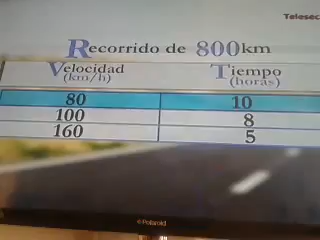 Telesec
Recorrido de 800km
Velocidad Tiempo
(km/h) (horas)
80 10
100 8
160 5
Polaroid